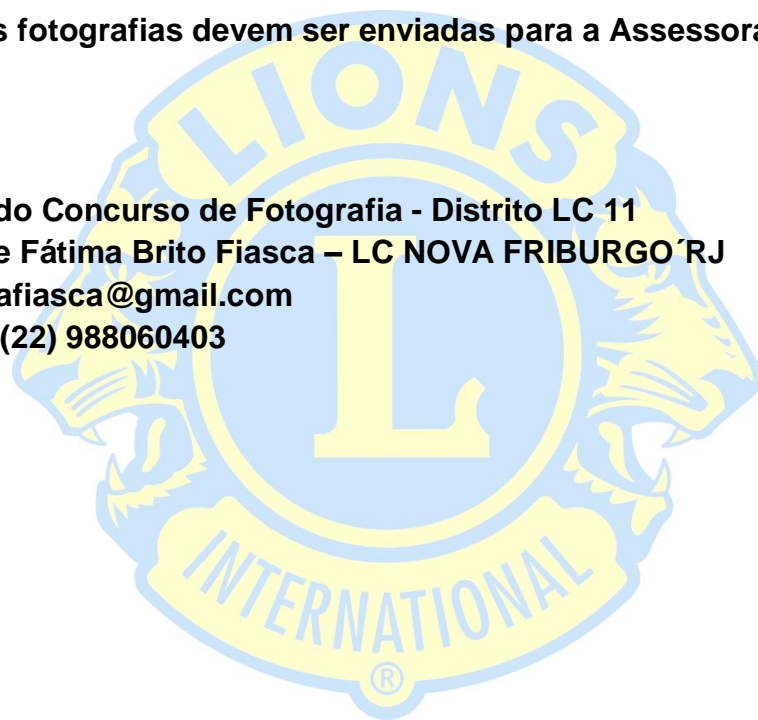 s fotografias devem ser enviadas para a Assessora
do Concurso de Fotografia - Distrito LC 11
e Fátima Brito Fiasca – LC NOVA FRIBURGO´RJ
afiasca@gmail.com
(22) 988060403
LIONS
L
INTERNATIONAL
®